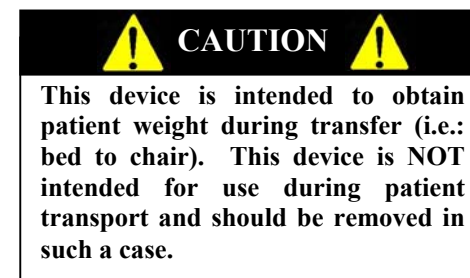 CAUTION
This device is intended to obtain
patient weight during transfer (i.e.:
bed to chair). This device is NOT
intended for use during patient
transport and should be removed in
such a case.